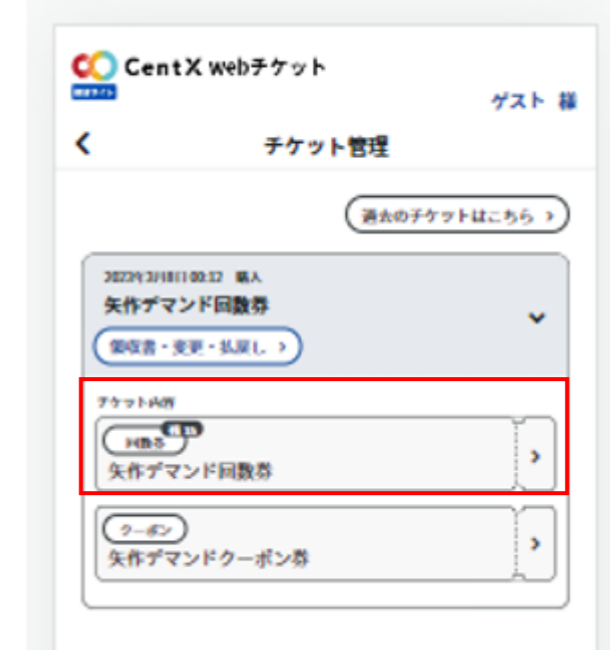 CentX Webチケット
ゲスト 様
チケット管理
過去のチケットはこちら
購入
矢作デマンド回数券
領収書・変更・払戻し
チケット内容
回数券
矢作デマンド回数券
クーポン
矢作デマンドクーポン券